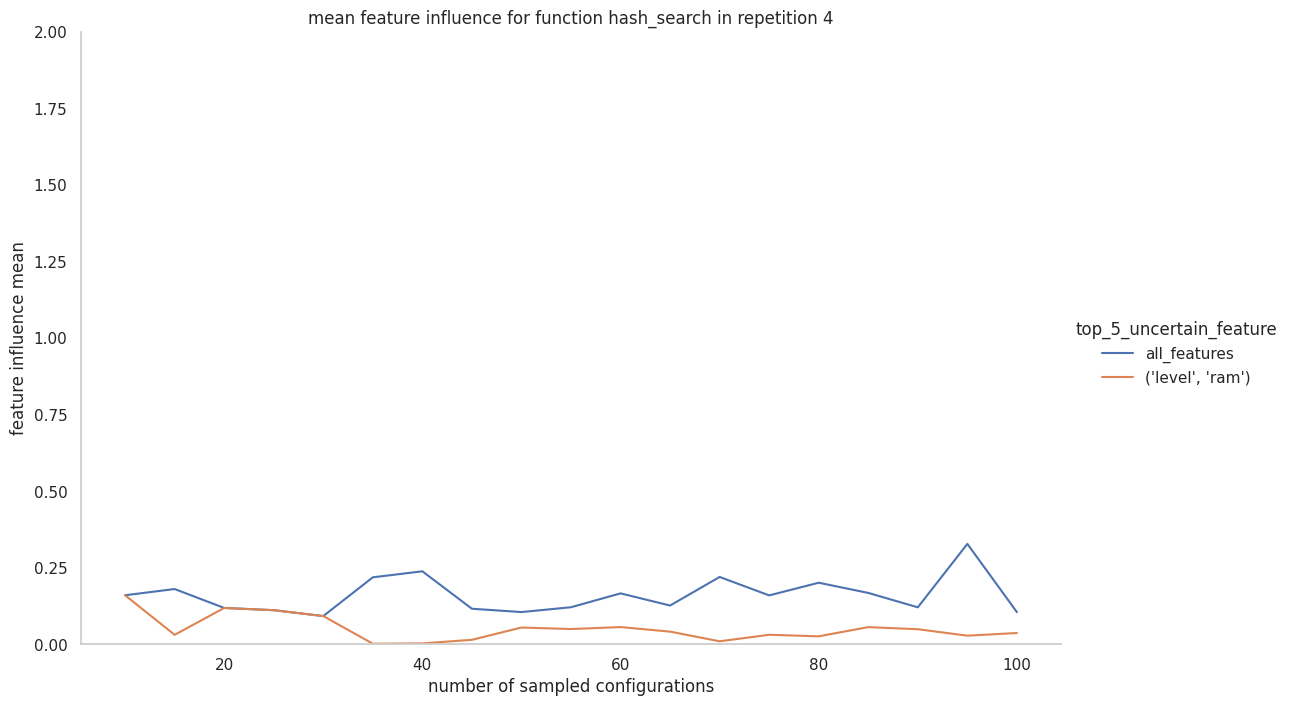 mean feature influence for function hash_search in repetition 4
2.00
1.75
1.50
1.25
1.00
0.75
0.50
0.25
0.00
feature influence mean
20 40 60 80 100
number of sampled configurations
top_5_uncertain_feature
all_features
('level', 'ram')